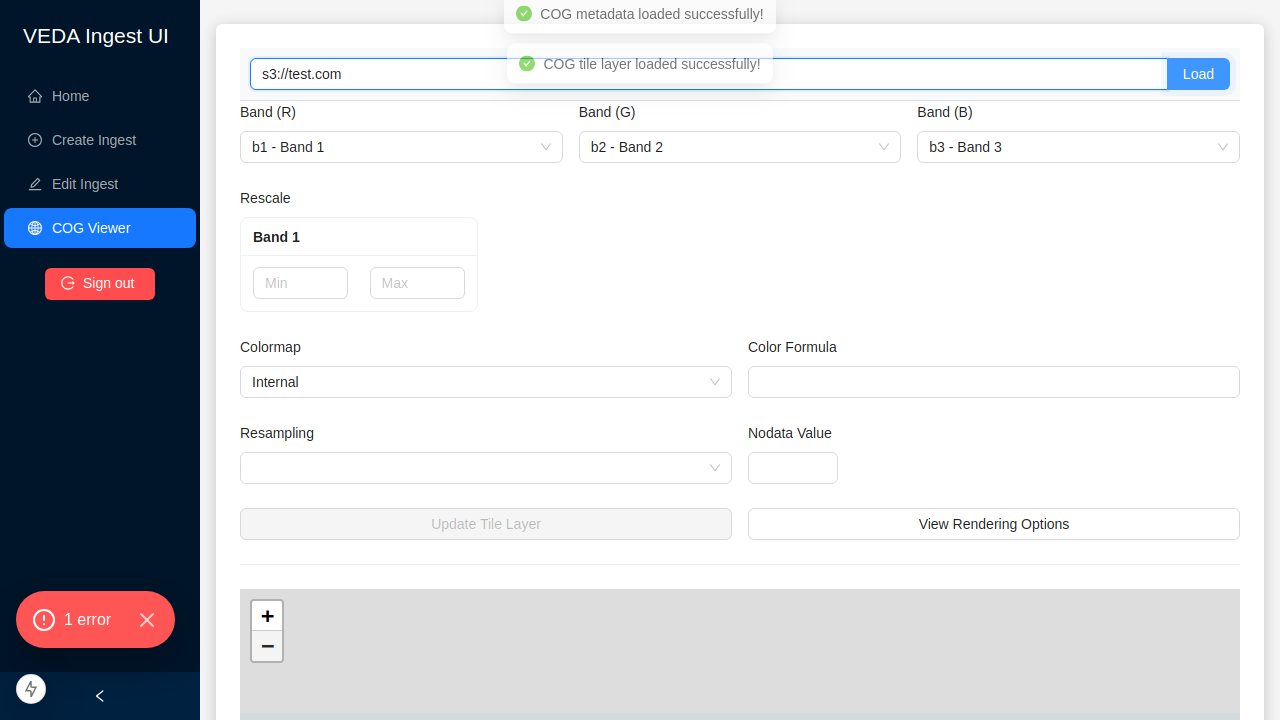 VEDA Ingest UI
Home
Create Ingest
Edit Ingest
COG Viewer
Sign out
1 error
COG metadata loaded successfully!
COG tile layer loaded successfully!
s3://test.com
Load
Band (R)
Band (G)
Band (B)
b1 - Band 1
b2 - Band 2
b3 - Band 3
Rescale
Band 1
Min
Max
Colormap
Color Formula
Internal
Resampling
Nodata Value
Update Tile Layer
View Rendering Options
+
−